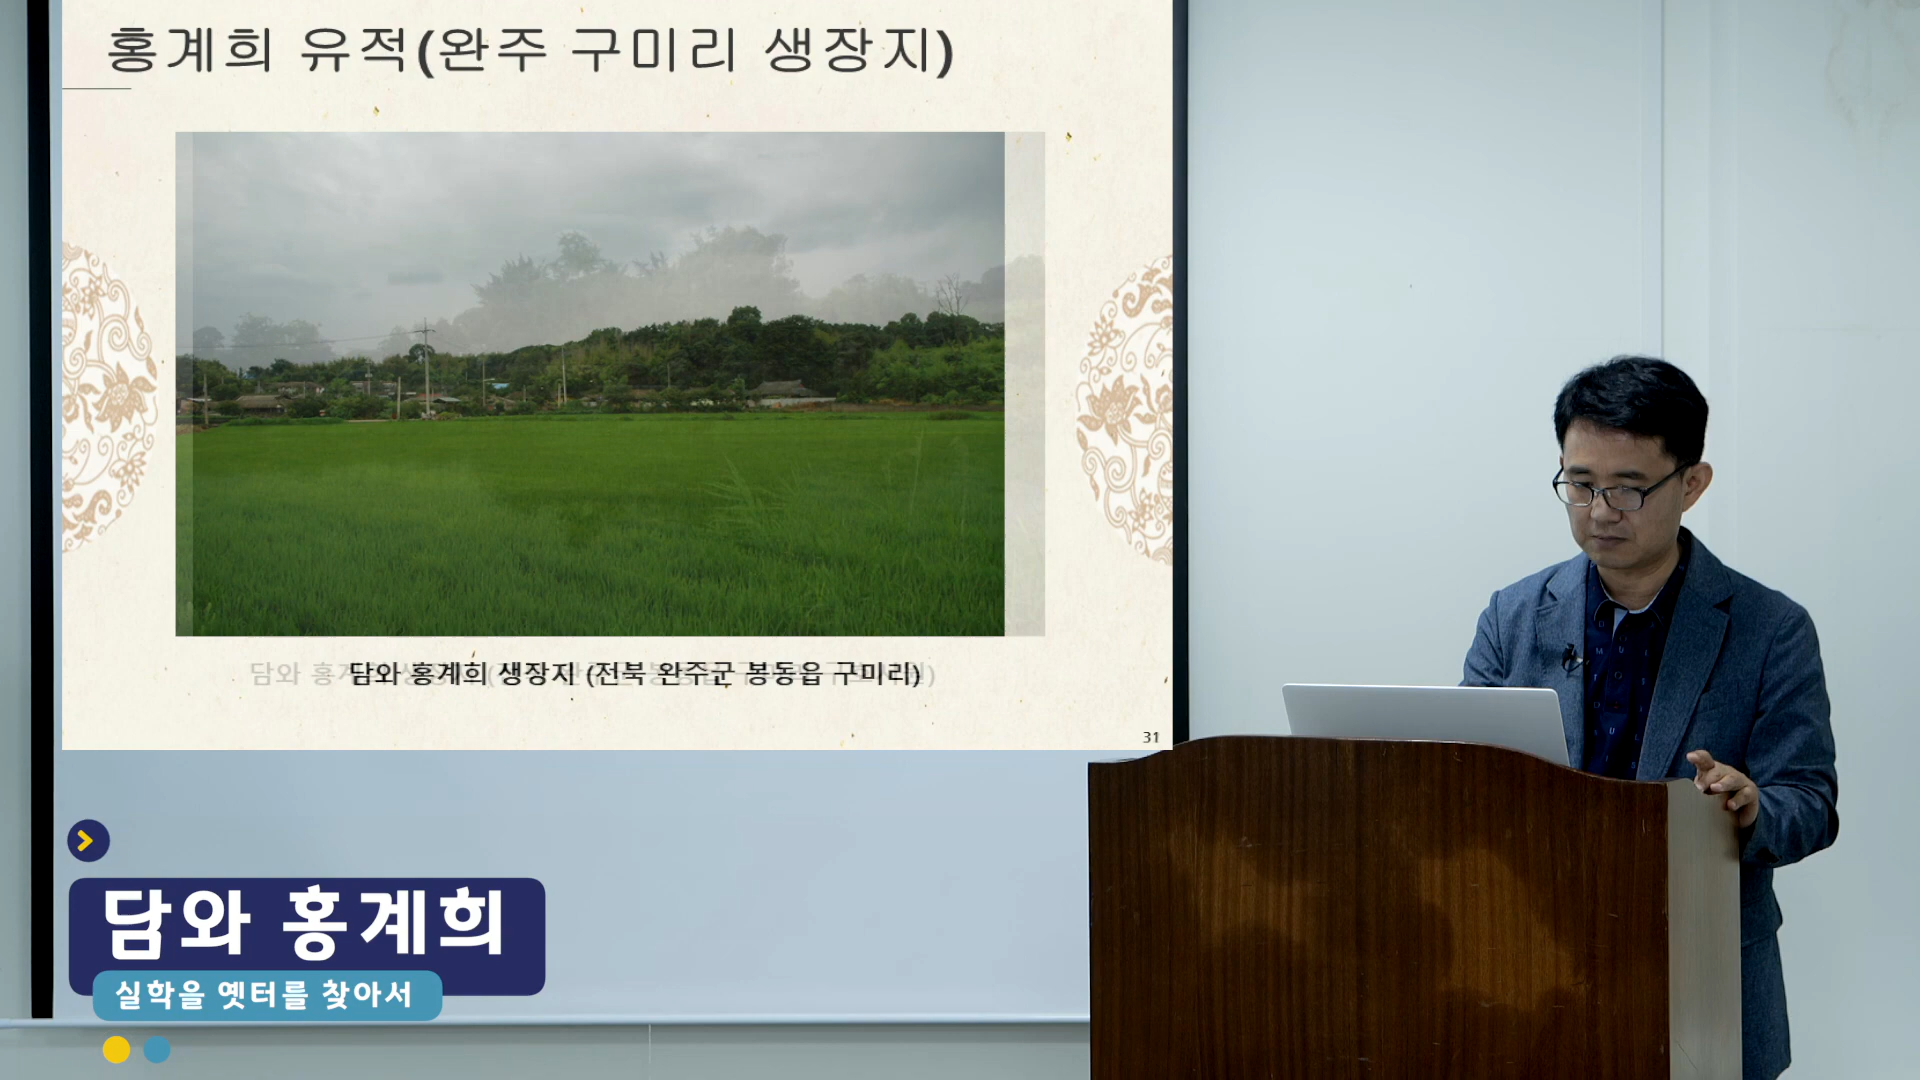 홍계희 유적(완주 구미리 생장지)
담와 홍계희 생장지 (전북 완주군 봉동읍 구미리)
31
담와 홍계희
실학을 옛터를 찾아서